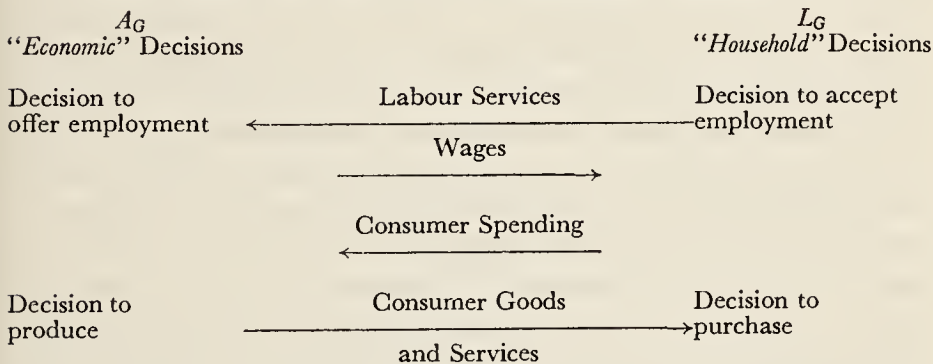 A_G
"Economic" Decisions
L_G
"Household" Decisions
Decision to
offer employment
Labour Services
Decision to accept
employment
Wages
Consumer Spending
Decision to
produce
Consumer Goods
and Services
Decision to
purchase